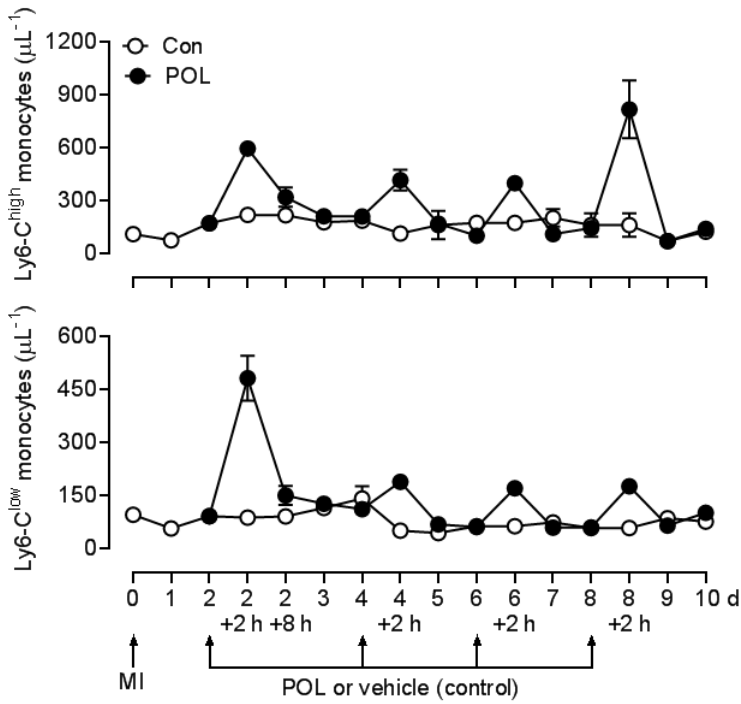 1200
Con
POL
900
600
300
0
Ly6-C^high monocytes (μL⁻¹)
600
450
300
150
0
Ly6-C^low monocytes (μL⁻¹)
0 1 2 2 2 3 4 4 5 6 6 7 8 8 9 10 d
+2 h +8 h +2 h +2 h +2 h
MI
POL or vehicle (control)